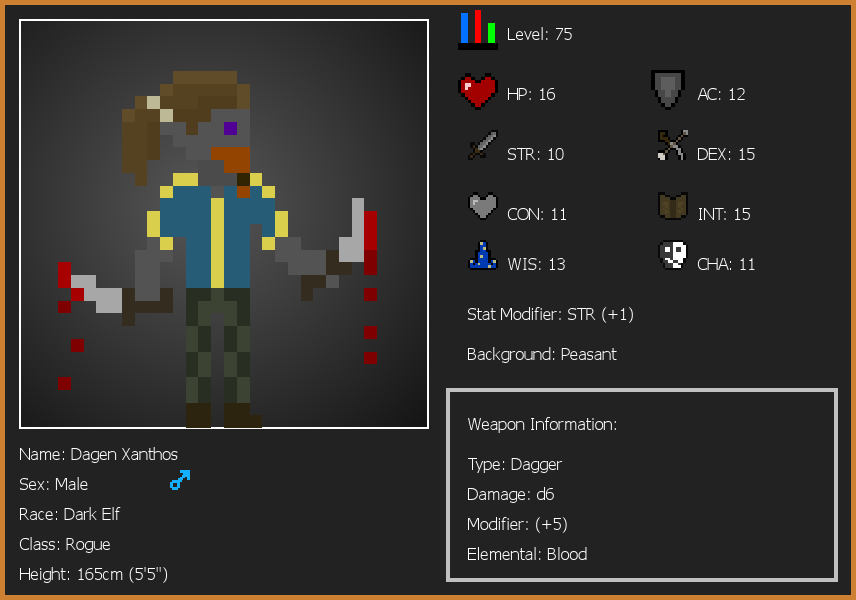 Level: 75
HP: 16
AC: 12
STR: 10
DEX: 15
CON: 11
INT: 15
WIS: 13
CHA: 11
Stat Modifier: STR (+1)
Background: Peasant
Weapon Information:
Type: Dagger
Damage: d6
Modifier: (+5)
Elemental: Blood
Name: Dagen Xanthos
Sex: Male
Race: Dark Elf
Class: Rogue
Height: 165cm (5'5")